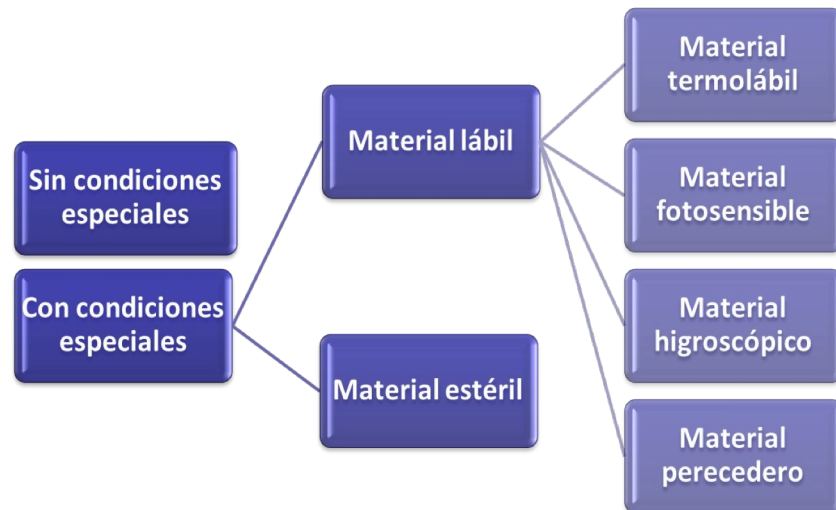 Sin condiciones
especiales
Con condiciones
especiales
Material lábil
Material estéril
Material
termolábil
Material
fotosensible
Material
higroscópico
Material
perecedero